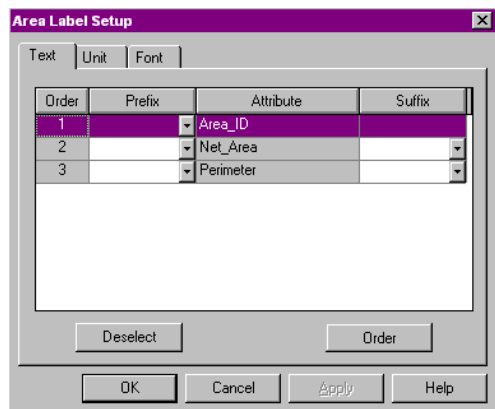 Area Label Setup
Text Unit Font
Order Prefix Attribute Suffix
1 Area_ID
2 Net_Area
3 Perimeter
Deselect Order
OK Cancel Apply Help